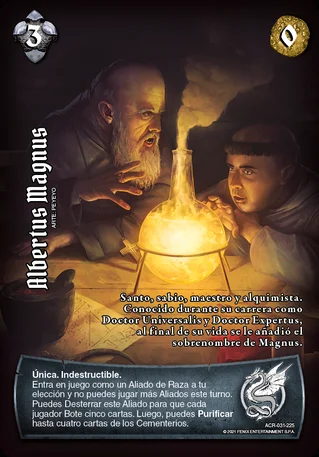 3
0
Albertus Magnus
ARTE: PEYEYO
Santo, sabio, maestro y alquimista.
Conocido durante su carrera como
Doctor Universalis y Doctor Expertus,
al final de su vida se le añadió el
sobrenombre de Magnus.
Única. Indestructible.
Entra en juego como un Aliado de Raza a tu
elección y no puedes jugar más Aliados este turno.
Puedes Desterrar este Aliado para que cada
jugador Bote cinco cartas. Luego, puedes Purificar
hasta cuatro cartas de los Cementerios.
ACR-031-225
© 2021 FENIX ENTERTAINMENT S.P.A.